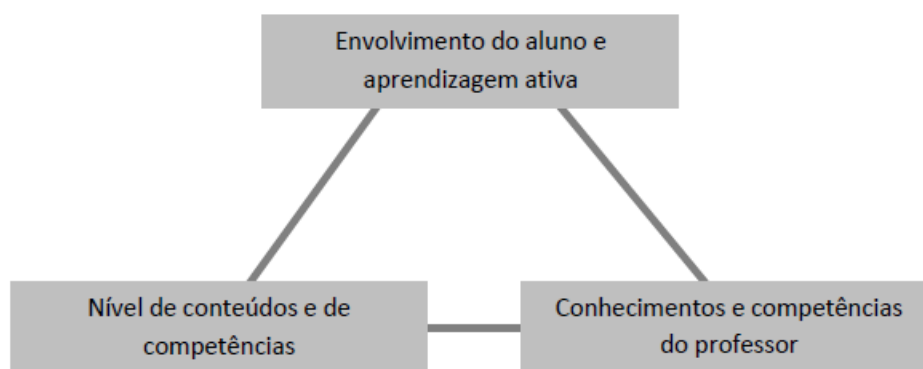 Envolvimento do aluno e
aprendizagem ativa
Nível de conteúdos e de
competências
Conhecimentos e competências
do professor